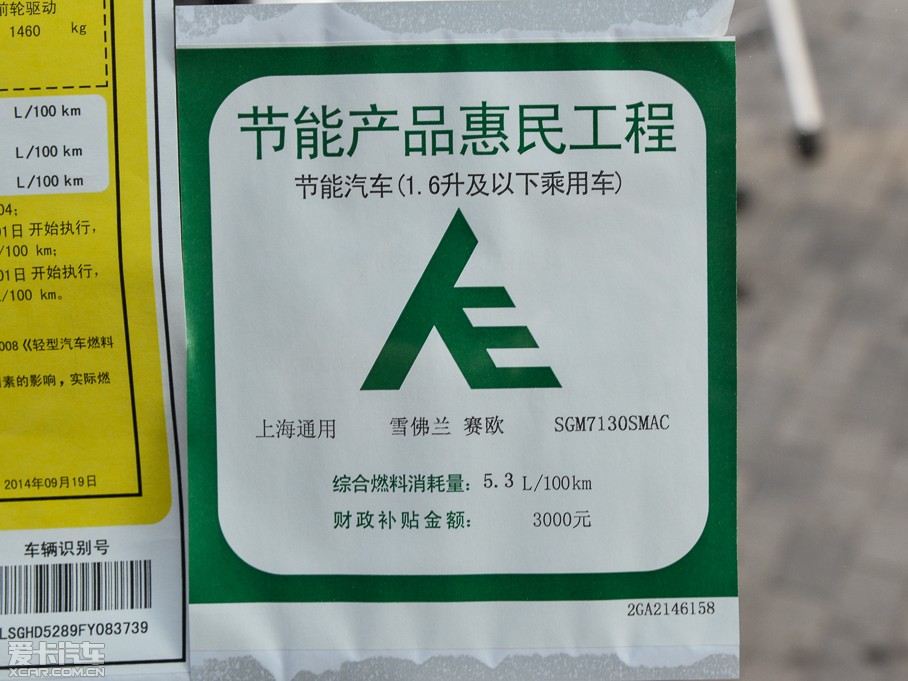 前轮驱动
1460 kg
L/100 km
L/100 km
L/100 km
04;
01日 开始执行,
/100 km;
01日 开始执行,
/100 km。
008《轻型汽车燃料
素的影响，实际燃
2014年09月19日
车辆识别号
LSGHD5289FY083739
爱卡汽车
XCAR.COM.CN
节能产品惠民工程
节能汽车(1.6升及以下乘用车)
上海通用 雪佛兰 赛欧 SGM7130SMAC
综合燃料消耗量: 5.3 L/100km
财政补贴金额: 3000元
2GA2146158